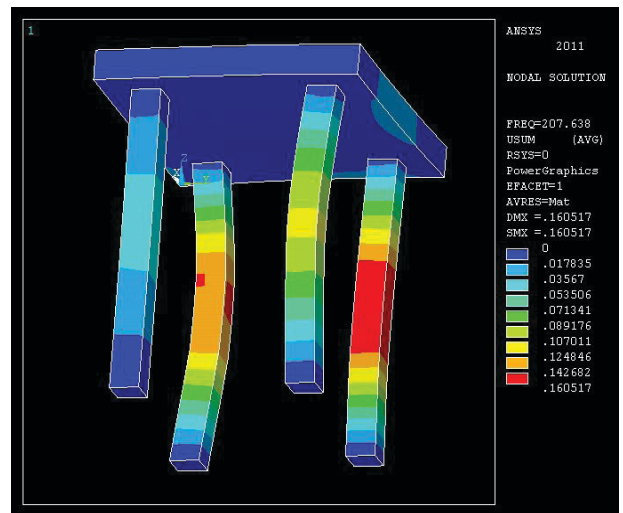 1
ANSYS
2011
NODAL SOLUTION
FREQ=207.638
USUM (AVG)
RSYS=0
PowerGraphics
EFACET=1
AVRES=Mat
DMX =.160517
SMX =.160517
0
.017835
.03567
.053506
.071341
.089176
.107011
.124846
.142682
.160517
Z
X
Y